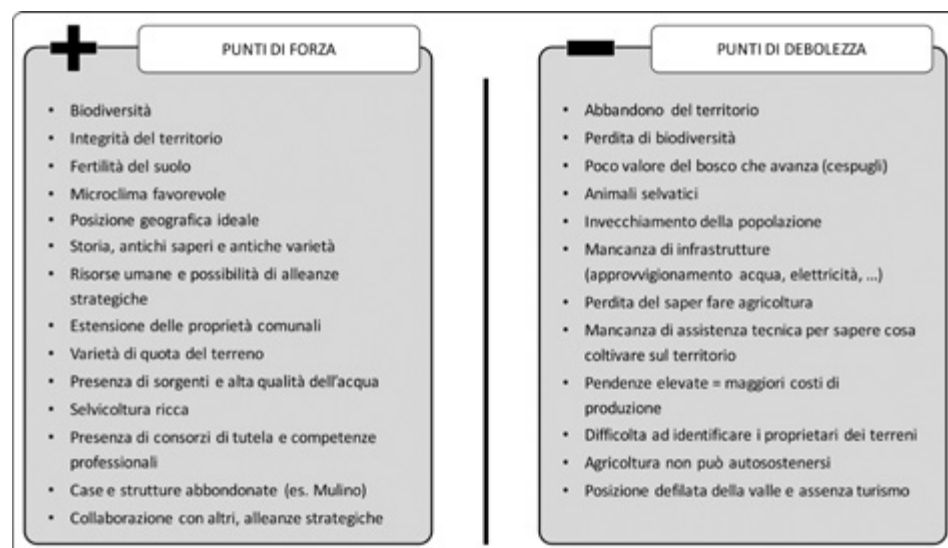 PUNTI DI FORZA
• Biodiversità
• Integrità del territorio
• Fertilità del suolo
• Microclima favorevole
• Posizione geografica ideale
• Storia, antichi saperi e antiche varietà
• Risorse umane e possibilità di alleanze
strategiche
• Estensione delle proprietà comunali
• Varietà di quota del terreno
• Presenza di sorgenti e alta qualità dell'acqua
• Selvicoltura ricca
• Presenza di consorzi di tutela e competenze
professionali
• Case e strutture abbondonate (es. Mulino)
• Collaborazione con altri, alleanze strategiche
PUNTI DI DEBOLEZZA
• Abbandono del territorio
• Perdita di biodiversità
• Poco valore del bosco che avanza (cespugli)
• Animali selvatici
• Invecchiamento della popolazione
• Mancanza di infrastrutture
(approvvigionamento acqua, elettricità, ...)
• Perdita del saper fare agricoltura
• Mancanza di assistenza tecnica per sapere cosa
coltivare sul territorio
• Pendenze elevate = maggiori costi di
produzione
• Difficolta ad identificare i proprietari dei terreni
• Agricoltura non può autosostenersi
• Posizione defilata della valle e assenza turismo